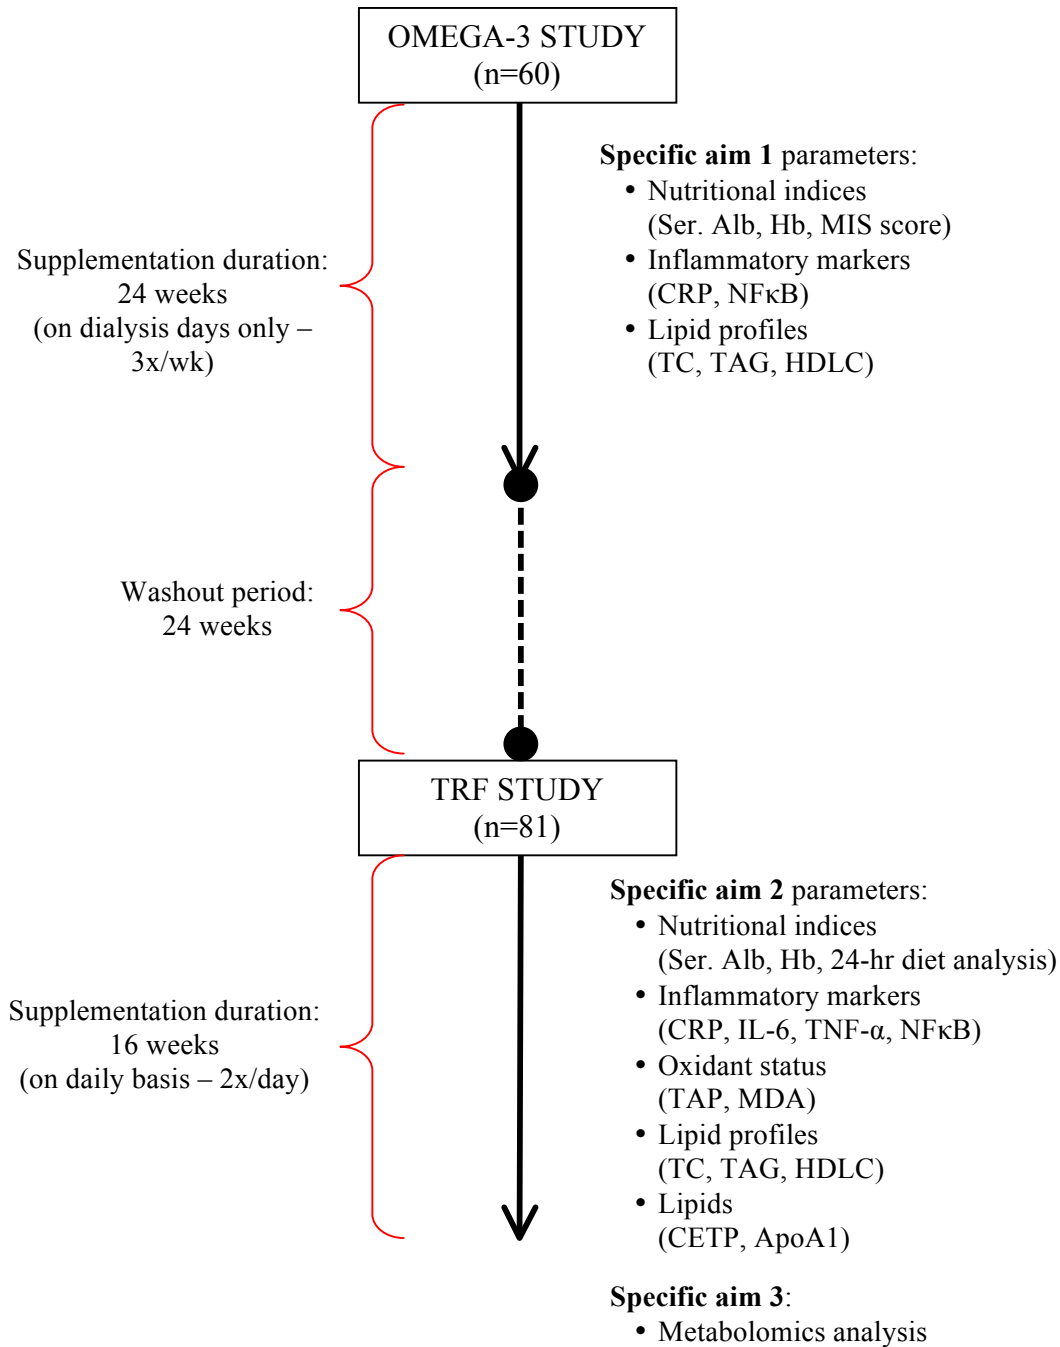 OMEGA-3 STUDY
(n=60)
Specific aim 1 parameters:
• Nutritional indices
(Ser. Alb, Hb, MIS score)
• Inflammatory markers
(CRP, NFκB)
• Lipid profiles
(TC, TAG, HDLC)
Supplementation duration:
24 weeks
(on dialysis days only –
3x/wk)
Washout period:
24 weeks
TRF STUDY
(n=81)
Specific aim 2 parameters:
• Nutritional indices
(Ser. Alb, Hb, 24-hr diet analysis)
• Inflammatory markers
(CRP, IL-6, TNF-α, NFκB)
• Oxidant status
(TAP, MDA)
• Lipid profiles
(TC, TAG, HDLC)
• Lipids
(CETP, ApoA1)
Supplementation duration:
16 weeks
(on daily basis – 2x/day)
Specific aim 3:
• Metabolomics analysis